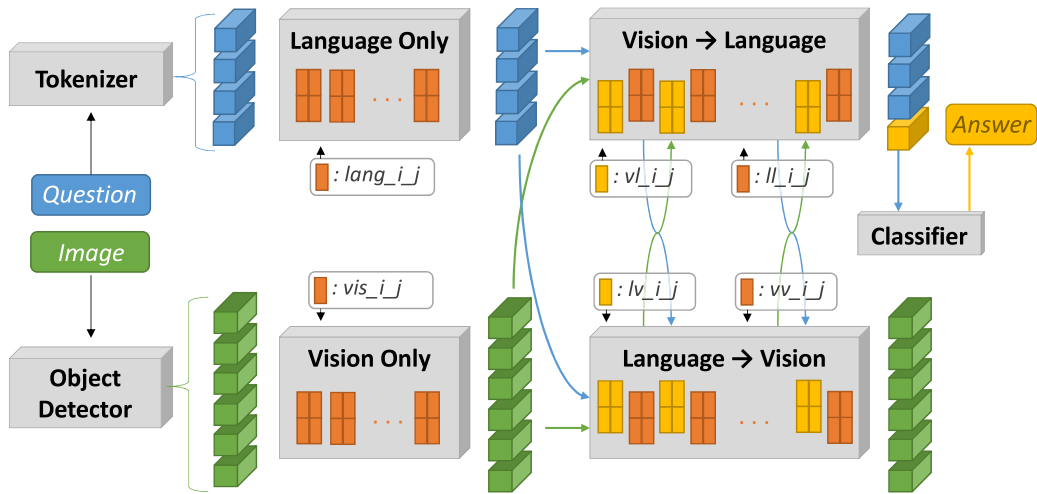 Tokenizer
Language Only
. . .
: lang_i_j
Vision → Language
. . .
: vl_i_j
: ll_i_j
Answer
Classifier
Question
Image
Object
Detector
: vis_i_j
Vision Only
. . .
: lv_i_j
: vv_i_j
Language → Vision
. . .